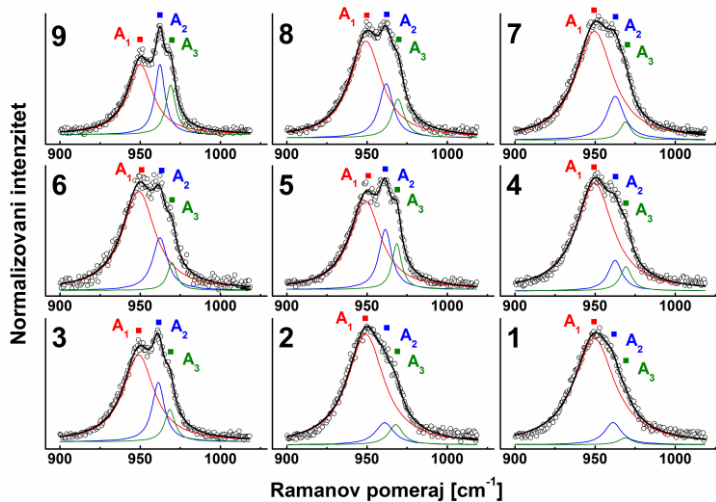 Normalizovani intenzitet
9 A1 A2 A3
900 950 1000
8 A1 A2 A3
900 950 1000
7 A1 A2 A3
900 950 1000
6 A1 A2 A3
900 950 1000
5 A1 A2 A3
900 950 1000
4 A1 A2 A3
900 950 1000
3 A1 A2 A3
900 950 1000
2 A1 A2 A3
900 950 1000
1 A1 A2 A3
900 950 1000
Ramanov pomeraj [cm-1]